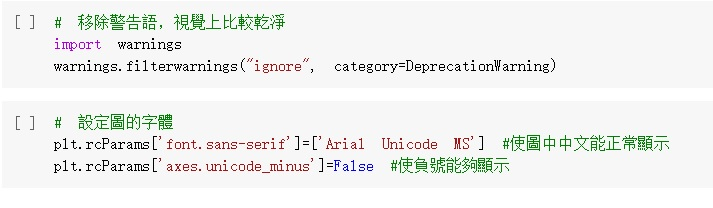 [ ] # 移除警告語，視覺上比較乾淨
import warnings
warnings.filterwarnings("ignore", category=DeprecationWarning)
[ ] # 設定圖的字體
plt.rcParams['font.sans-serif']=['Arial Unicode MS'] #使圖中中文能正常顯示
plt.rcParams['axes.unicode_minus']=False #使負號能夠顯示